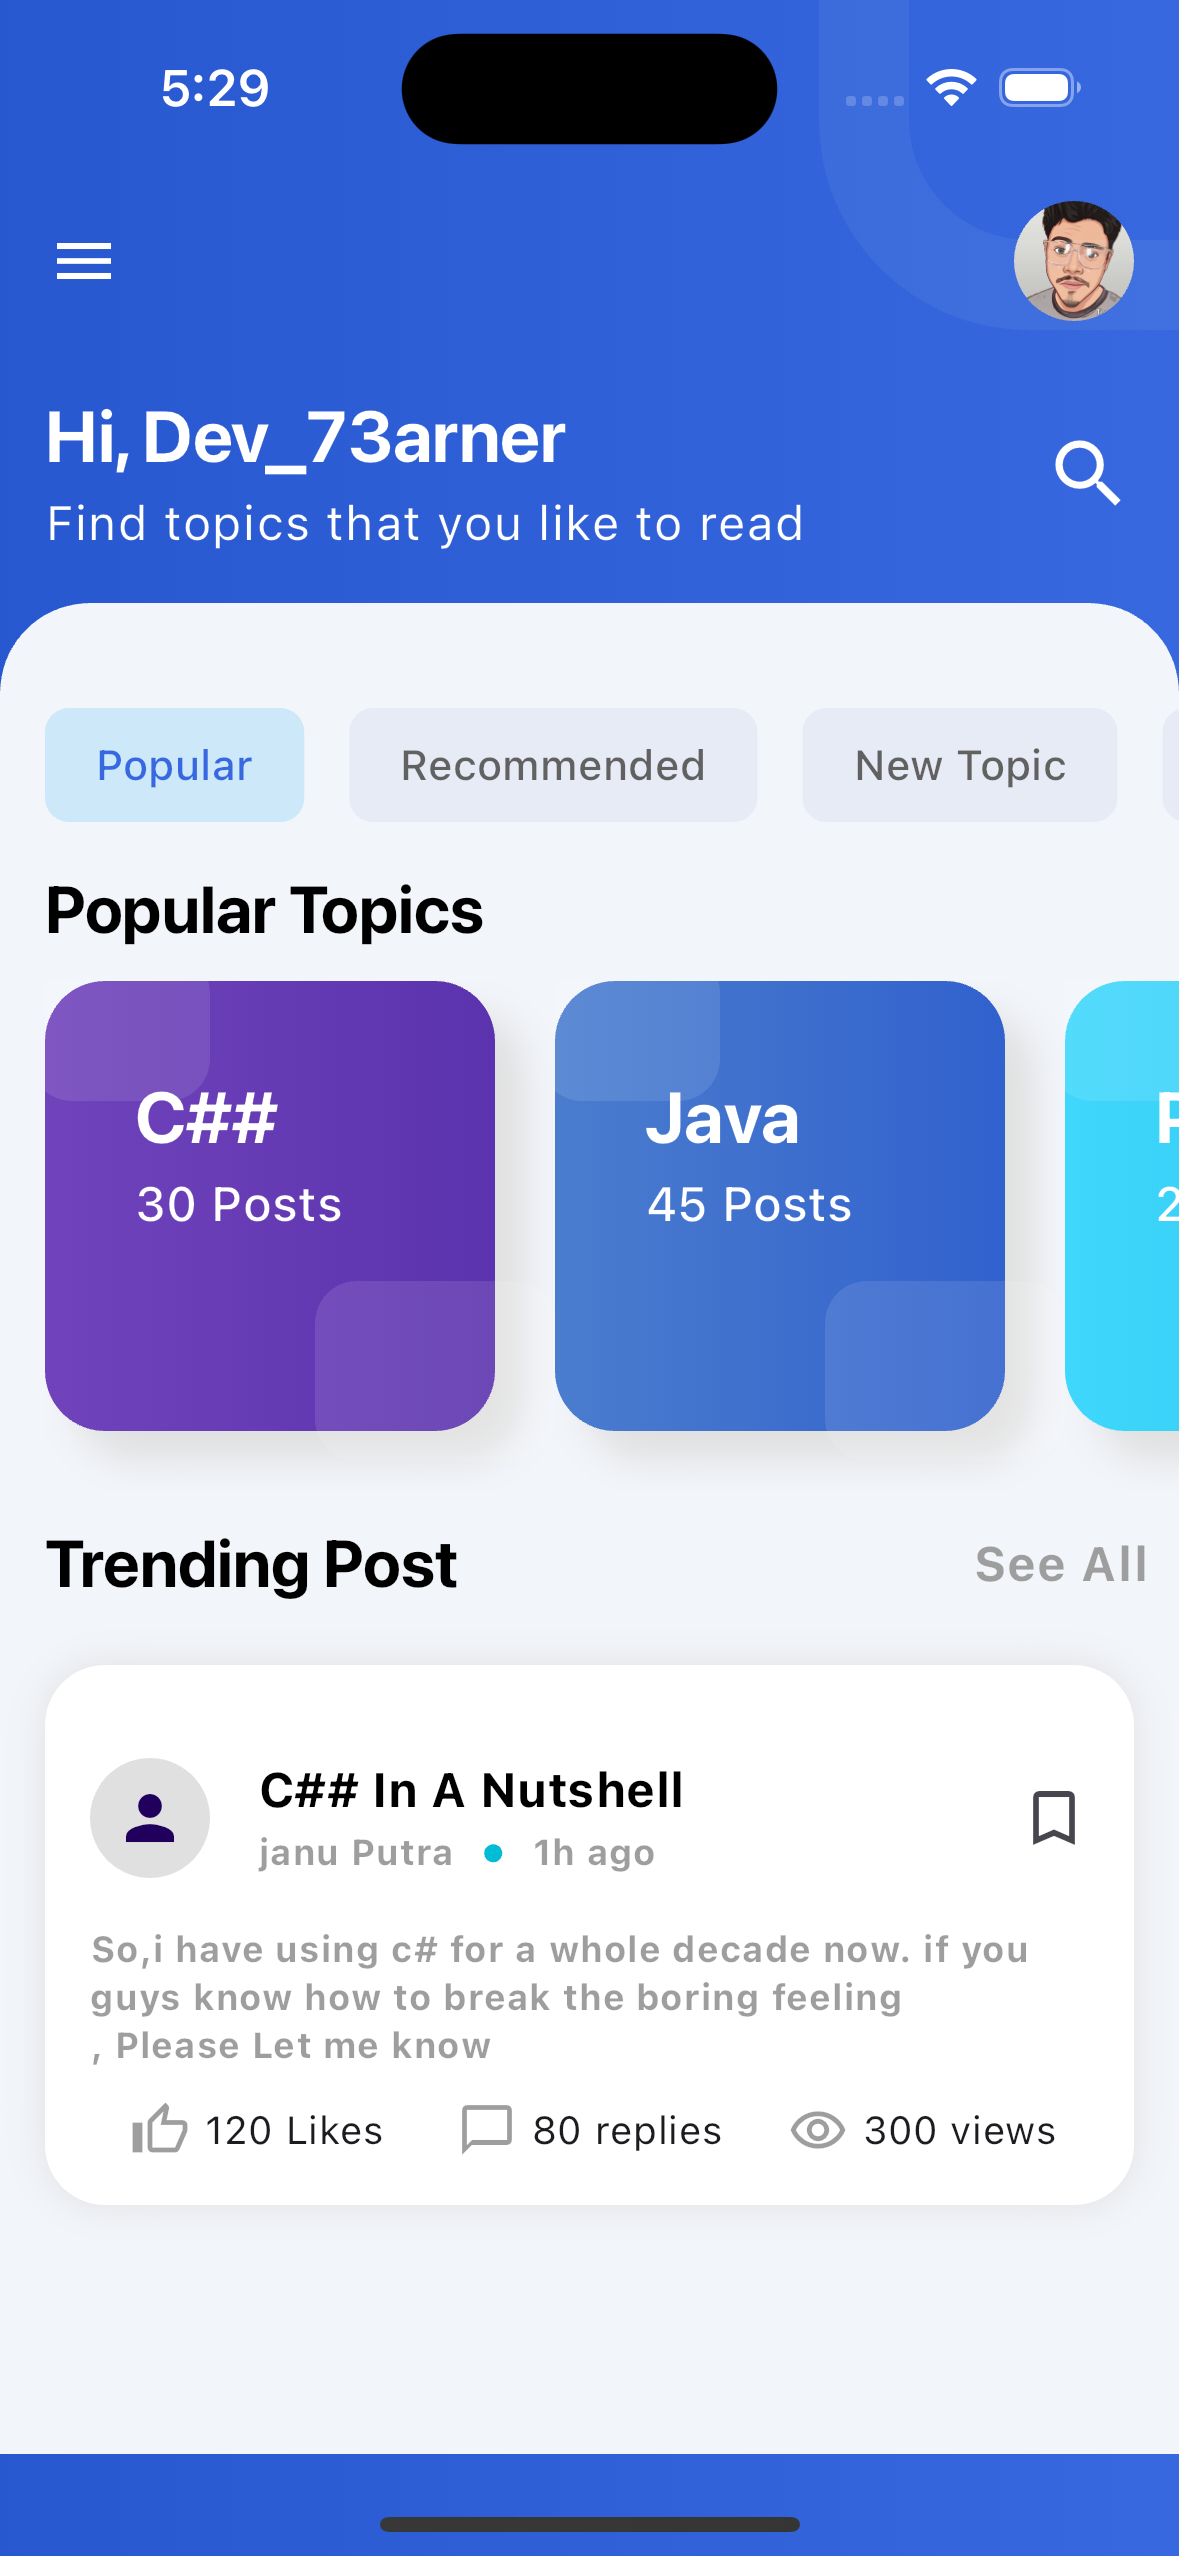 5:29
Hi, Dev_73arner
Find topics that you like to read
Popular
Recommended
New Topic
Popular Topics
C##
30 Posts
Java
45 Posts
Trending Post
See All
C## In A Nutshell
janu Putra
1h ago
So,i have using c# for a whole decade now. if you
guys know how to break the boring feeling
, Please Let me know
120 Likes
80 replies
300 views